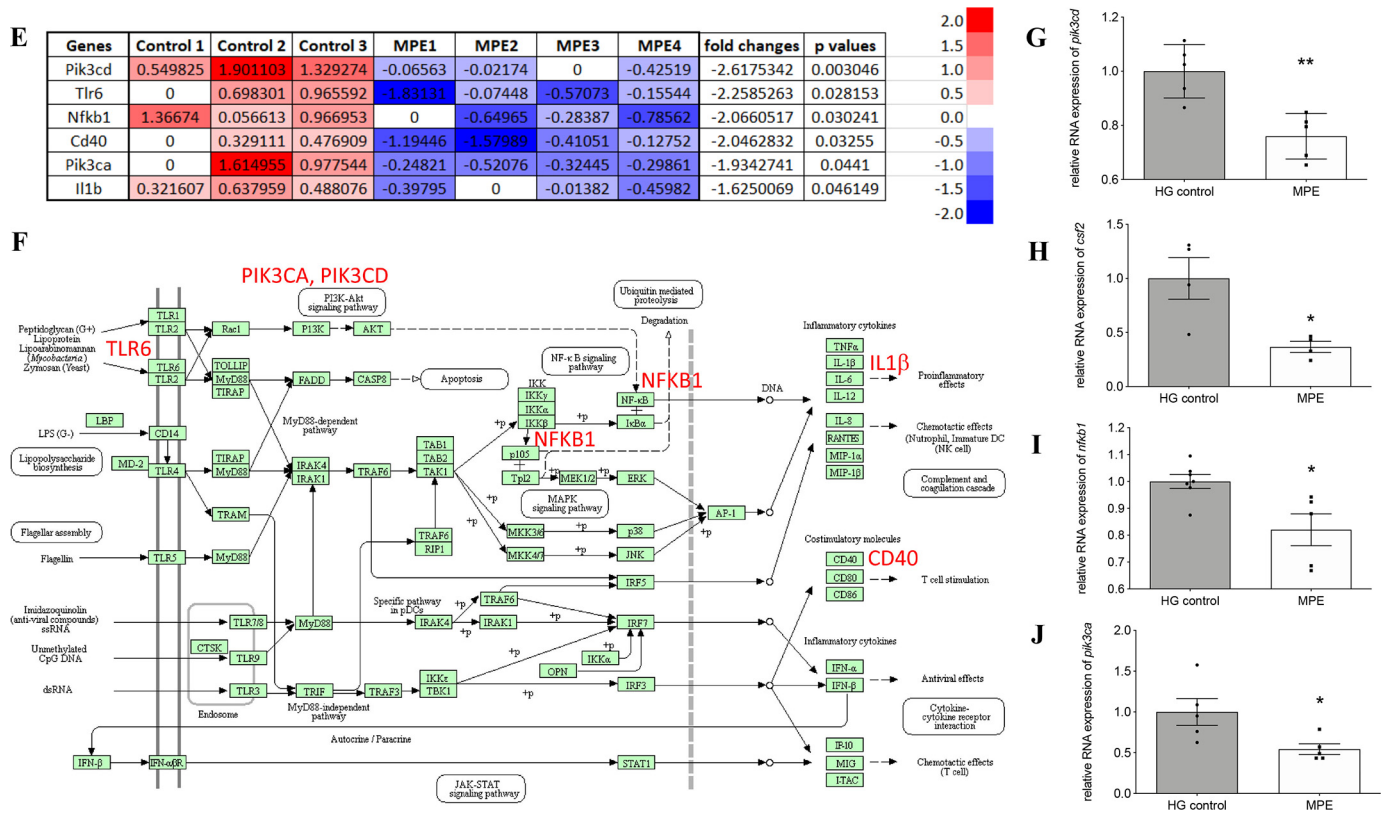 E
Genes Control 1 Control 2 Control 3 MPE1 MPE2 MPE3 MPE4 fold changes p values
Pik3cd 0.549825 1.901103 1.329274 -0.06563 -0.02174 0 -0.42519 -2.6175342 0.003046
Tlr6 0 0.698301 0.965592 -1.83131 -0.07448 -0.57073 -0.15544 -2.2585263 0.028153
Nfkb1 1.36674 0.056613 0.966953 0 -0.64965 -0.28387 -0.78562 -2.0660517 0.030241
Cd40 0 0.329111 0.476909 -1.19446 -1.57989 -0.41051 -0.12752 -2.0462832 0.03255
Pik3ca 0 1.614955 0.977544 -0.24821 -0.52076 -0.32445 -0.29861 -1.9342741 0.0441
Il1b 0.321607 0.637959 0.488076 -0.39795 0 -0.01382 -0.45982 -1.6250069 0.046149
2.0
1.5
1.0
0.5
0.0
-0.5
-1.0
-1.5
-2.0
F
PIK3CA, PIK3CD
PI3K-Akt
signaling pathway
Ubiquitin mediated
proteolysis
Degradation
Peptidoglycan (G+)
Lipoprotein
Lipoarabinomannan
(Mycobacteria)
Zymosan (Yeast)
TLR6
TLR1
TLR2
Rac1
PI3K
AKT
TLR6
TLR2
TOLLIP
MyD88
TIRAP
FADD
CASP8
Apoptosis
NF-κB signaling
pathway
NFKB1
IKK
IKKγ
IKKα
IKKβ
+p
NF-κB
IκBα
DNA
Inflammatory cytokines
TNFα
IL-1β
IL-6
IL-12
IL1β
Proinflammatory
effects
IL-8
RANTES
MIP-1α
MIP-1β
Chemotactic effects
(Nutrophil, Immature DC
(NK cell)
Complement and
coagulation cascade
LBP
LPS (G-)
CD14
MyD88-dependent
pathway
Lipopolysaccharide
biosynthesis
MD-2
TLR4
TIRAP
MyD88
IRAK4
IRAK1
TRAF6
TAB1
TAB2
TAK1
+p
NFKB1
+p
p105
Tpl2
MEK1/2
+p
ERK
MAPK
signaling pathway
TRAM
TRAF6
RIP1
+p
+p
MKK3/6
+p
p38
MKK4/7
+p
JNK
+p
AP-1
+p
Flagellar assembly
Flagellin
TLR5
MyD88
IRF5
Costimulatory molecules
CD40
CD80
CD86
CD40
T cell stimulation
Imidazoquinolin
(anti-viral compounds)
ssRNA
TLR7/8
MyD88
Specific pathway
in pDCs
IRAK4
+p
TRAF6
+p
IRAK1
+p
+p
IRF7
Unmethylated
CpG DNA
CTSK
TLR9
IKKα
OPN
+p
dsRNA
TLR3
TRIF
TRAF3
IKKε
TBK1
+p
IRF3
Endosome
MyD88-independent
pathway
Inflammatory cytokines
IFN-α
IFN-β
Antiviral effects
Cytokine-
cytokine receptor
interaction
Autocrine / Paracrine
IFN-β
IFN-αβR
STAT1
JAK-STAT
signaling pathway
IP-10
MIG
I-TAC
Chemotactic effects
(T cell)
G
relative RNA expression of pik3cd
1.2
1.0
0.8
0.6
**
HG control MPE
H
relative RNA expression of csf2
1.5
1.0
0.5
0.0
*
HG control MPE
I
relative RNA expression of nfkb1
1.2
1.1
1.0
0.9
0.8
0.7
0.6
*
HG control MPE
J
relative RNA expression of pik3ca
2.0
1.5
1.0
0.5
0.0
*
HG control MPE